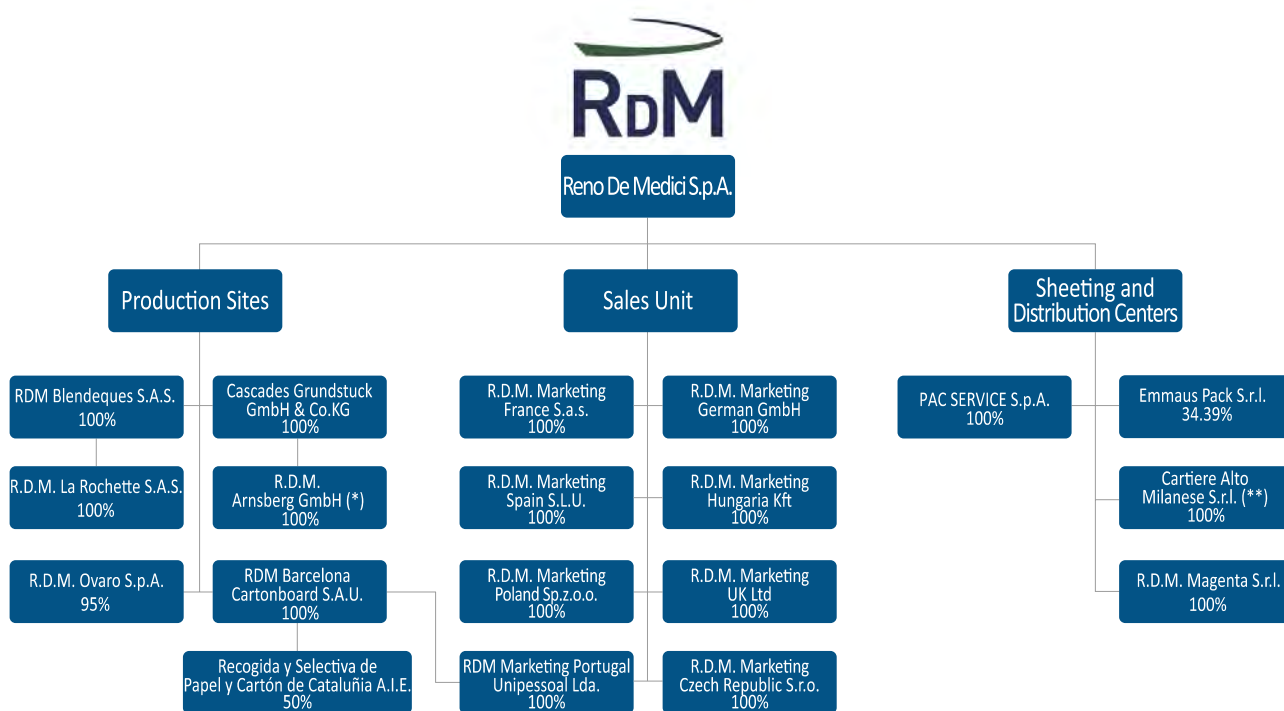 RDM
Reno De Medici S.p.A.
Production Sites
Sales Unit
Sheeting and
Distribution Centers
RDM Blendeques S.A.S.
100%
Cascades Grundstuck
GmbH & Co.KG
100%
R.D.M. La Rochette S.A.S.
100%
R.D.M.
Arnsberg GmbH (*)
100%
R.D.M. Ovaro S.p.A.
95%
RDM Barcelona
Cartonboard S.A.U.
100%
Recogida y Selectiva de
Papel y Cartón de Cataluñia A.I.E.
50%
R.D.M. Marketing
France S.a.s.
100%
R.D.M. Marketing
German GmbH
100%
R.D.M. Marketing
Spain S.L.U.
100%
R.D.M. Marketing
Hungaria Kft
100%
R.D.M. Marketing
Poland Sp.z.o.o.
100%
R.D.M. Marketing
UK Ltd
100%
RDM Marketing Portugal
Unipessoal Lda.
100%
R.D.M. Marketing
Czech Republic S.r.o.
100%
PAC SERVICE S.p.A.
100%
Emmaus Pack S.r.l.
34.39%
Cartiere Alto
Milanese S.r.l. (**)
100%
R.D.M. Magenta S.r.l.
100%